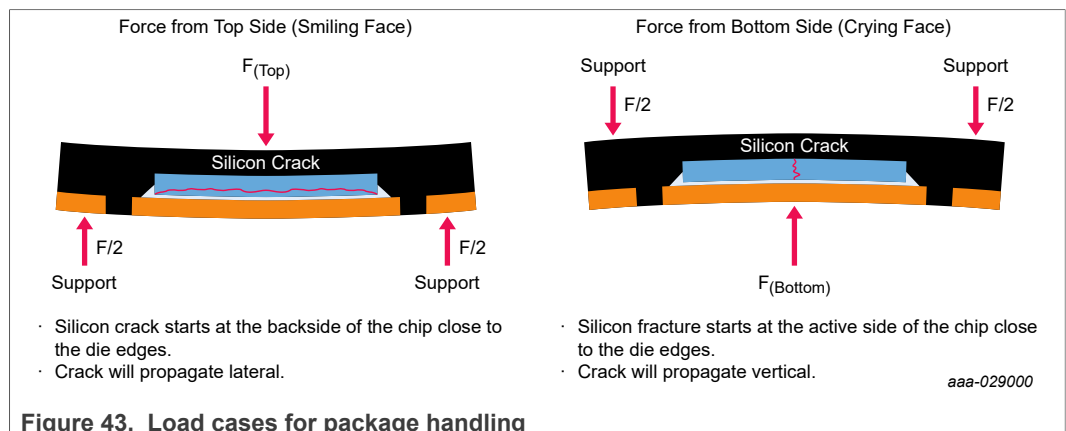 Force from Top Side (Smiling Face)
F(Top)
Silicon Crack
F/2
F/2
Support
Support
· Silicon crack starts at the backside of the chip close to
the die edges.
· Crack will propagate lateral.
Force from Bottom Side (Crying Face)
Support
Support
F/2
F/2
Silicon Crack
F(Bottom)
· Silicon fracture starts at the active side of the chip close
to the die edges.
· Crack will propagate vertical.
aaa-029000
Figure 43. Load cases for package handling